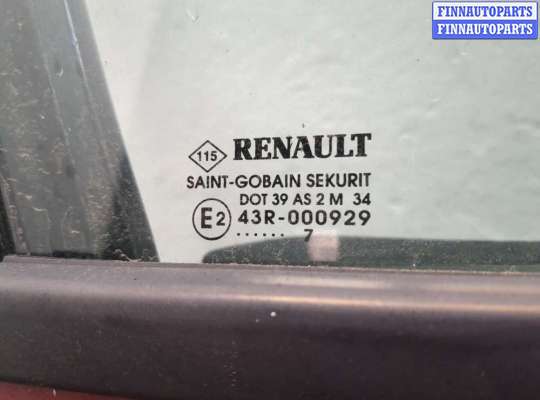 FINNAUTOPARTS
FINNAUTOPARTS
115 RENAULT
SAINT-GOBAIN SEKURIT
DOT 39 AS 2 M 34
E2 43R-000929
...... 7